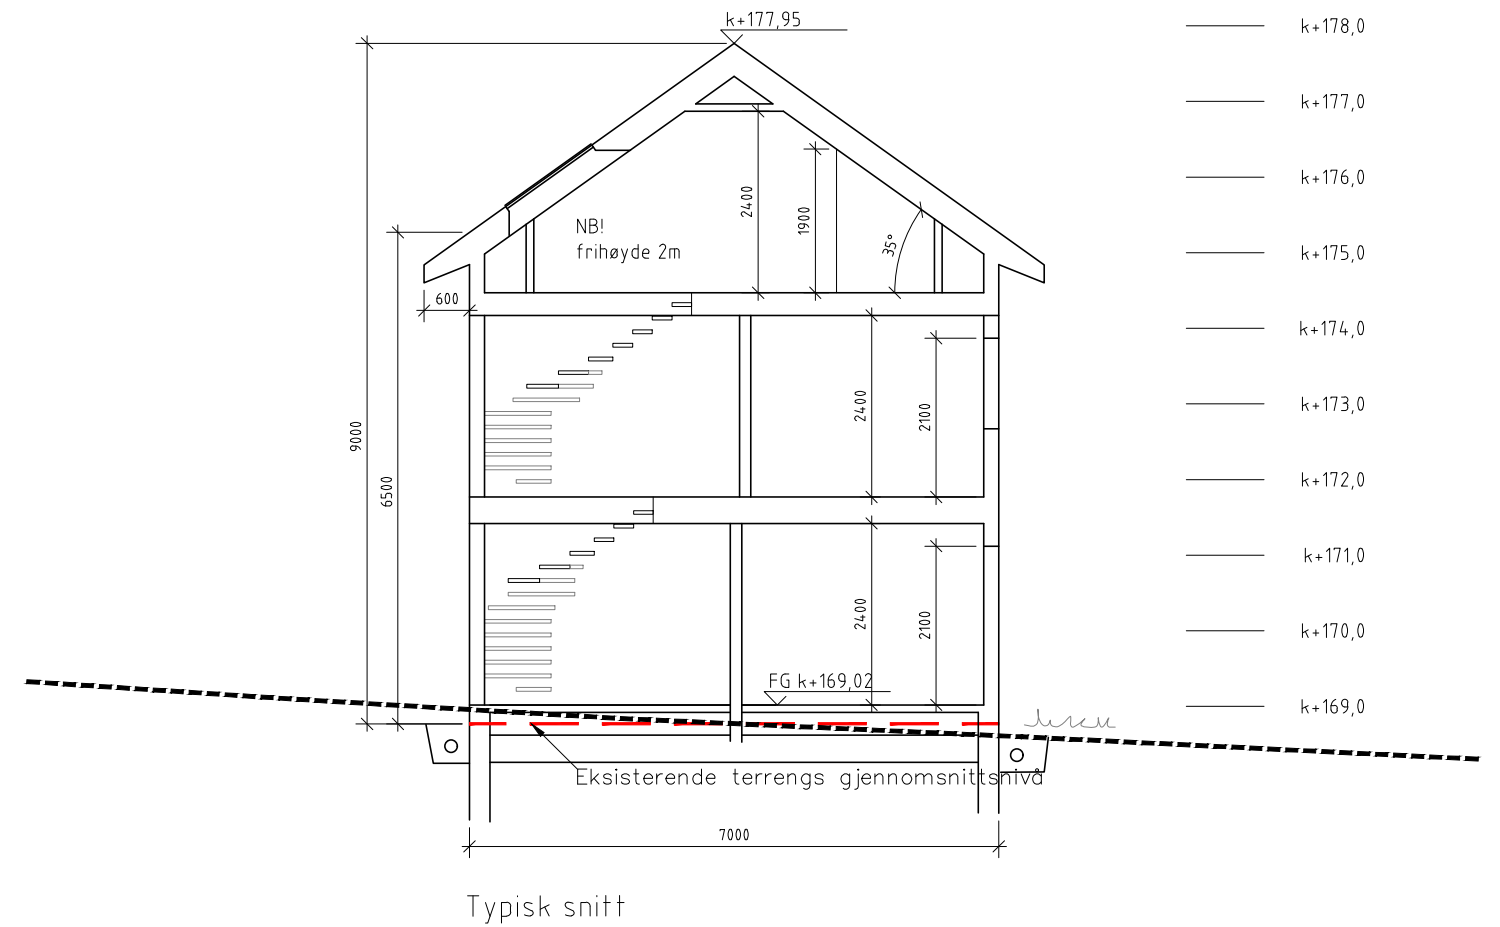 k+177,95
k+178,0
k+177,0
k+176,0
2400
1900
NB!
frihøyde 2m
35°
k+175,0
600
k+174,0
9000
6500
2400
2100
k+173,0
k+172,0
k+171,0
2400
2100
k+170,0
FG k+169,02
k+169,0
Eksisterende terrengs gjennomsnittsnivå
7000
Typisk snitt